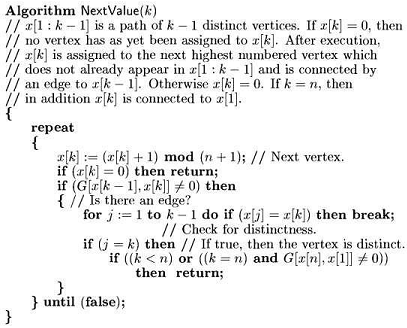 Algorithm NextValue(k)
// x[1 : k − 1] is a path of k − 1 distinct vertices. If x[k] = 0, then
// no vertex has as yet been assigned to x[k]. After execution,
// x[k] is assigned to the next highest numbered vertex which
// does not already appear in x[1 : k − 1] and is connected by
// an edge to x[k − 1]. Otherwise x[k] = 0. If k = n, then
// in addition x[k] is connected to x[1].
{
repeat
{
x[k] := (x[k] + 1) mod (n + 1); // Next vertex.
if (x[k] = 0) then return;
if (G[x[k − 1], x[k]] ≠ 0) then
{ // Is there an edge?
for j := 1 to k − 1 do if (x[j] = x[k]) then break;
// Check for distinctness.
if (j = k) then // If true, then the vertex is distinct.
if ((k < n) or ((k = n) and G[x[n], x[1]] ≠ 0))
then return;
}
} until (false);
}